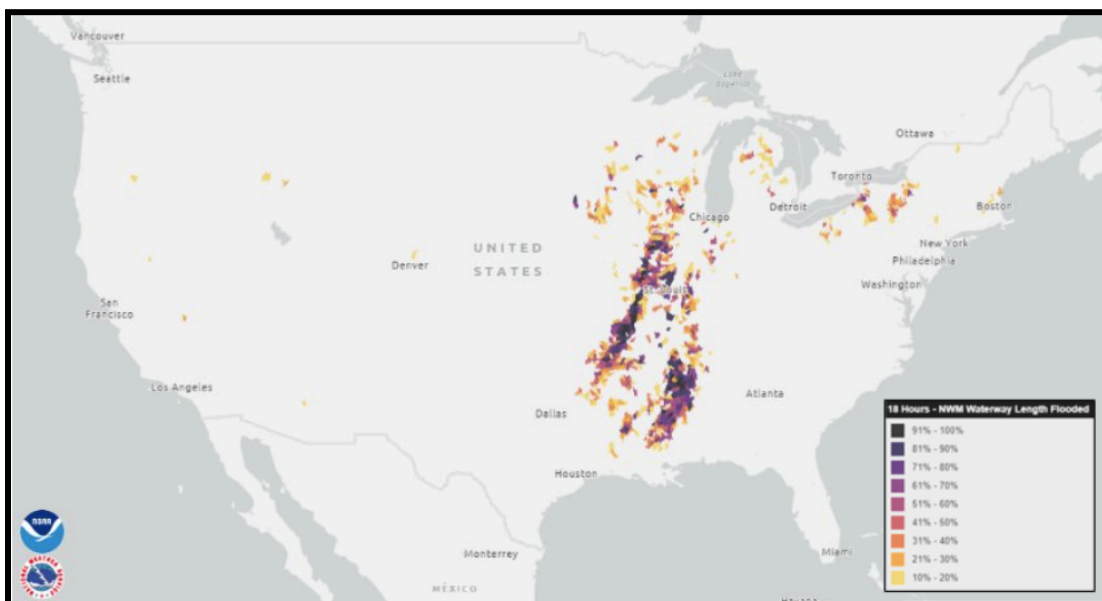 Vancouver
Seattle
Lake
Superior
Ottawa
Toronto
Boston
Detroit
Chicago
New York
UNITED
STATES
Denver
Philadelphia
Washington
St. Louis
San
Francisco
Los Angeles
Atlanta
Dallas
Houston
Monterrey
Miami
MÉXICO
18 Hours - NWM Waterway Length Flooded
91% - 100%
81% - 90%
71% - 80%
61% - 70%
51% - 60%
41% - 50%
31% - 40%
21% - 30%
10% - 20%
NOAA